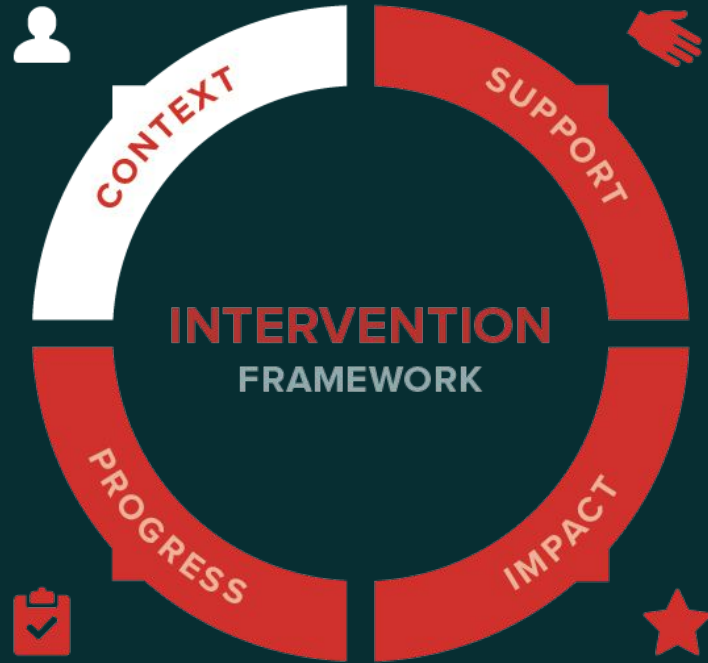 CONTEXT
SUPPORT
INTERVENTION
FRAMEWORK
PROGRESS
IMPACT